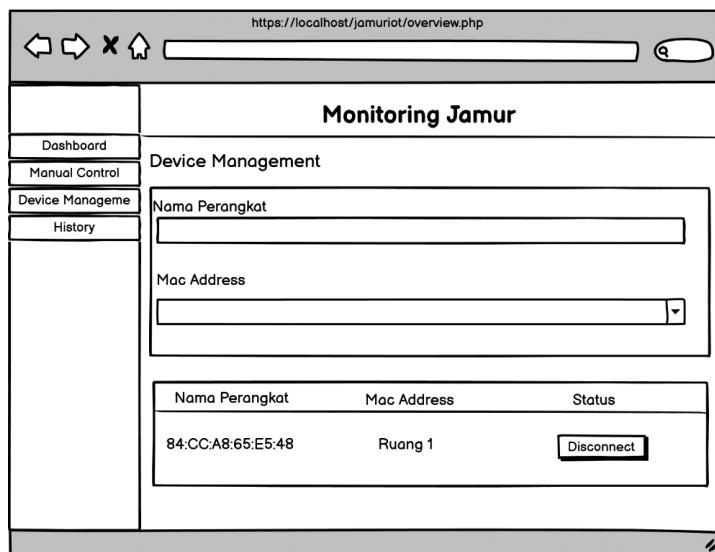 https://localhost/jamuriot/overview.php
Monitoring Jamur
Dashboard
Manual Control
Device Manageme
History
Device Management
Nama Perangkat
Mac Address
Nama Perangkat Mac Address Status
84:CC:A8:65:E5:48 Ruang 1 Disconnect